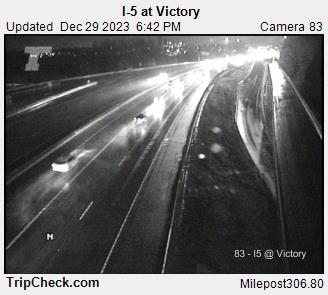 I-5 at Victory
Updated  Dec 29 2023  6:42 PM
Camera 83
T
N
83 - I5 @ Victory
TripCheck.com
Milepost306.80